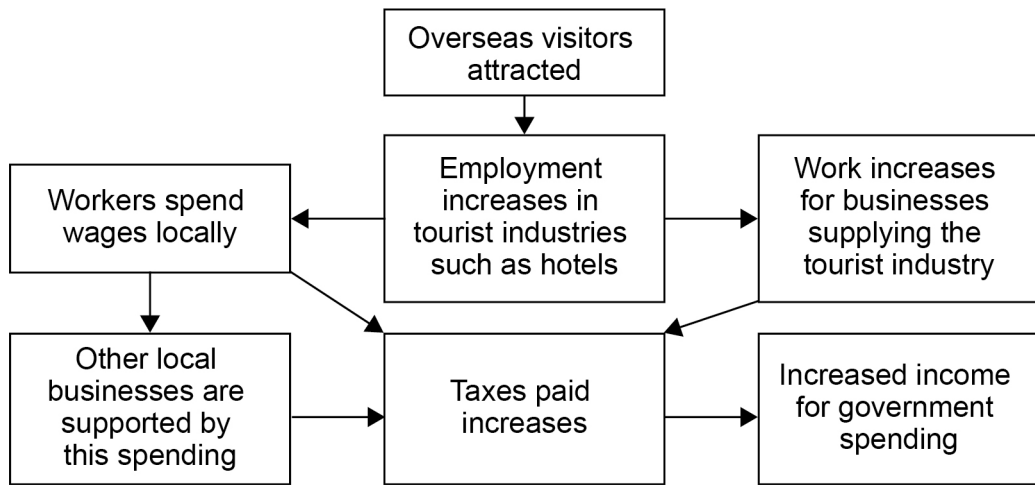 Overseas visitors
attracted
Workers spend
wages locally
Employment
increases in
tourist industries
such as hotels
Work increases
for businesses
supplying the
tourist industry
Other local
businesses are
supported by
this spending
Taxes paid
increases
Increased income
for government
spending